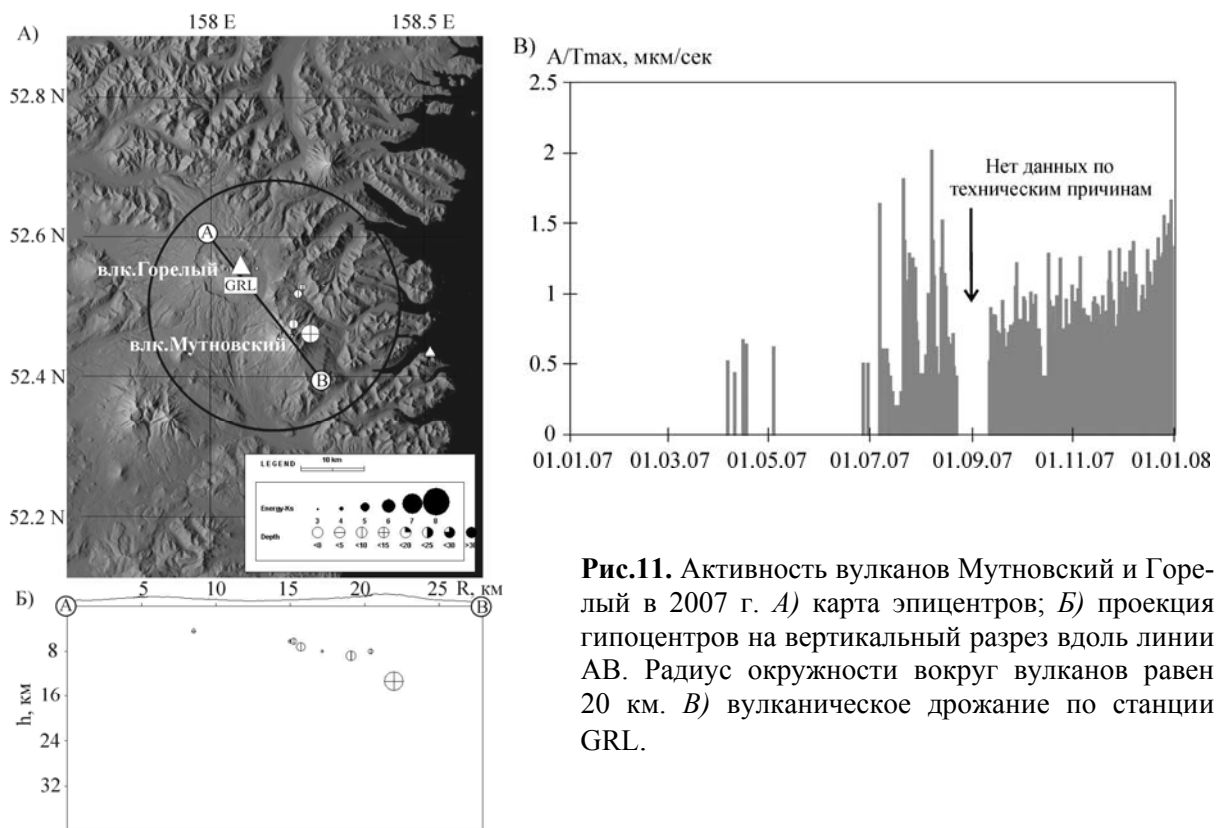 А)
158 E
158.5 E
52.8 N
52.6 N
52.4 N
52.2 N
A
влк.Горелый
GRL
влк.Мутновский
B
LEGEND
10 km
Energy-Ks
3 4 5 6 7 8
Depth
<0 <5 <10 <15 <20 <25 <30 >30
Б)
A
5 10 15 20 25 R, км
B
8
16
24
32
h, км
В)
A/Tmax, мкм/сек
2.5
2
1.5
1
0.5
0
Нет данных по
техническим причинам
01.01.07 01.03.07 01.05.07 01.07.07 01.09.07 01.11.07 01.01.08
Рис.11. Активность вулканов Мутновский и Горе-
лый в 2007 г. А) карта эпицентров; Б) проекция
гипоцентров на вертикальный разрез вдоль линии
АВ. Радиус окружности вокруг вулканов равен
20 км. В) вулканическое дрожание по станции
GRL.